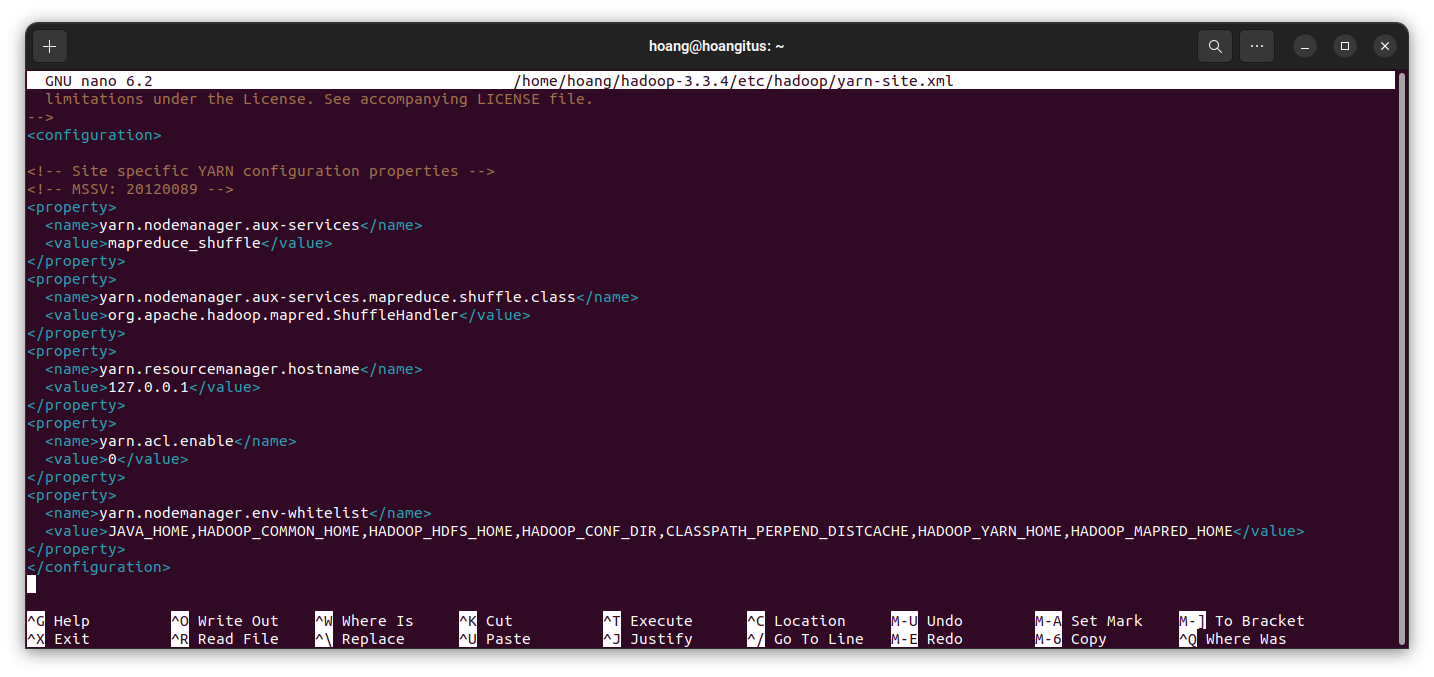 hoang@hoangitus: ~
GNU nano 6.2 /home/hoang/hadoop-3.3.4/etc/hadoop/yarn-site.xml
limitations under the License. See accompanying LICENSE file.
-->
<configuration>
<!-- Site specific YARN configuration properties -->
<!-- MSSV: 20120089 -->
<property>
<name>yarn.nodemanager.aux-services</name>
<value>mapreduce_shuffle</value>
</property>
<property>
<name>yarn.nodemanager.aux-services.mapreduce.shuffle.class</name>
<value>org.apache.hadoop.mapred.ShuffleHandler</value>
</property>
<property>
<name>yarn.resourcemanager.hostname</name>
<value>127.0.0.1</value>
</property>
<property>
<name>yarn.acl.enable</name>
<value>0</value>
</property>
<property>
<name>yarn.nodemanager.env-whitelist</name>
<value>JAVA_HOME,HADOOP_COMMON_HOME,HADOOP_HDFS_HOME,HADOOP_CONF_DIR,CLASSPATH_PERPEND_DISTCACHE,HADOOP_YARN_HOME,HADOOP_MAPRED_HOME</value>
</property>
</configuration>
^G Help ^O Write Out ^W Where Is ^K Cut ^T Execute ^C Location M-U Undo M-A Set Mark M-] To Bracket
^X Exit ^R Read File ^\ Replace ^U Paste ^J Justify ^/ Go To Line M-E Redo M-6 Copy ^Q Where Was